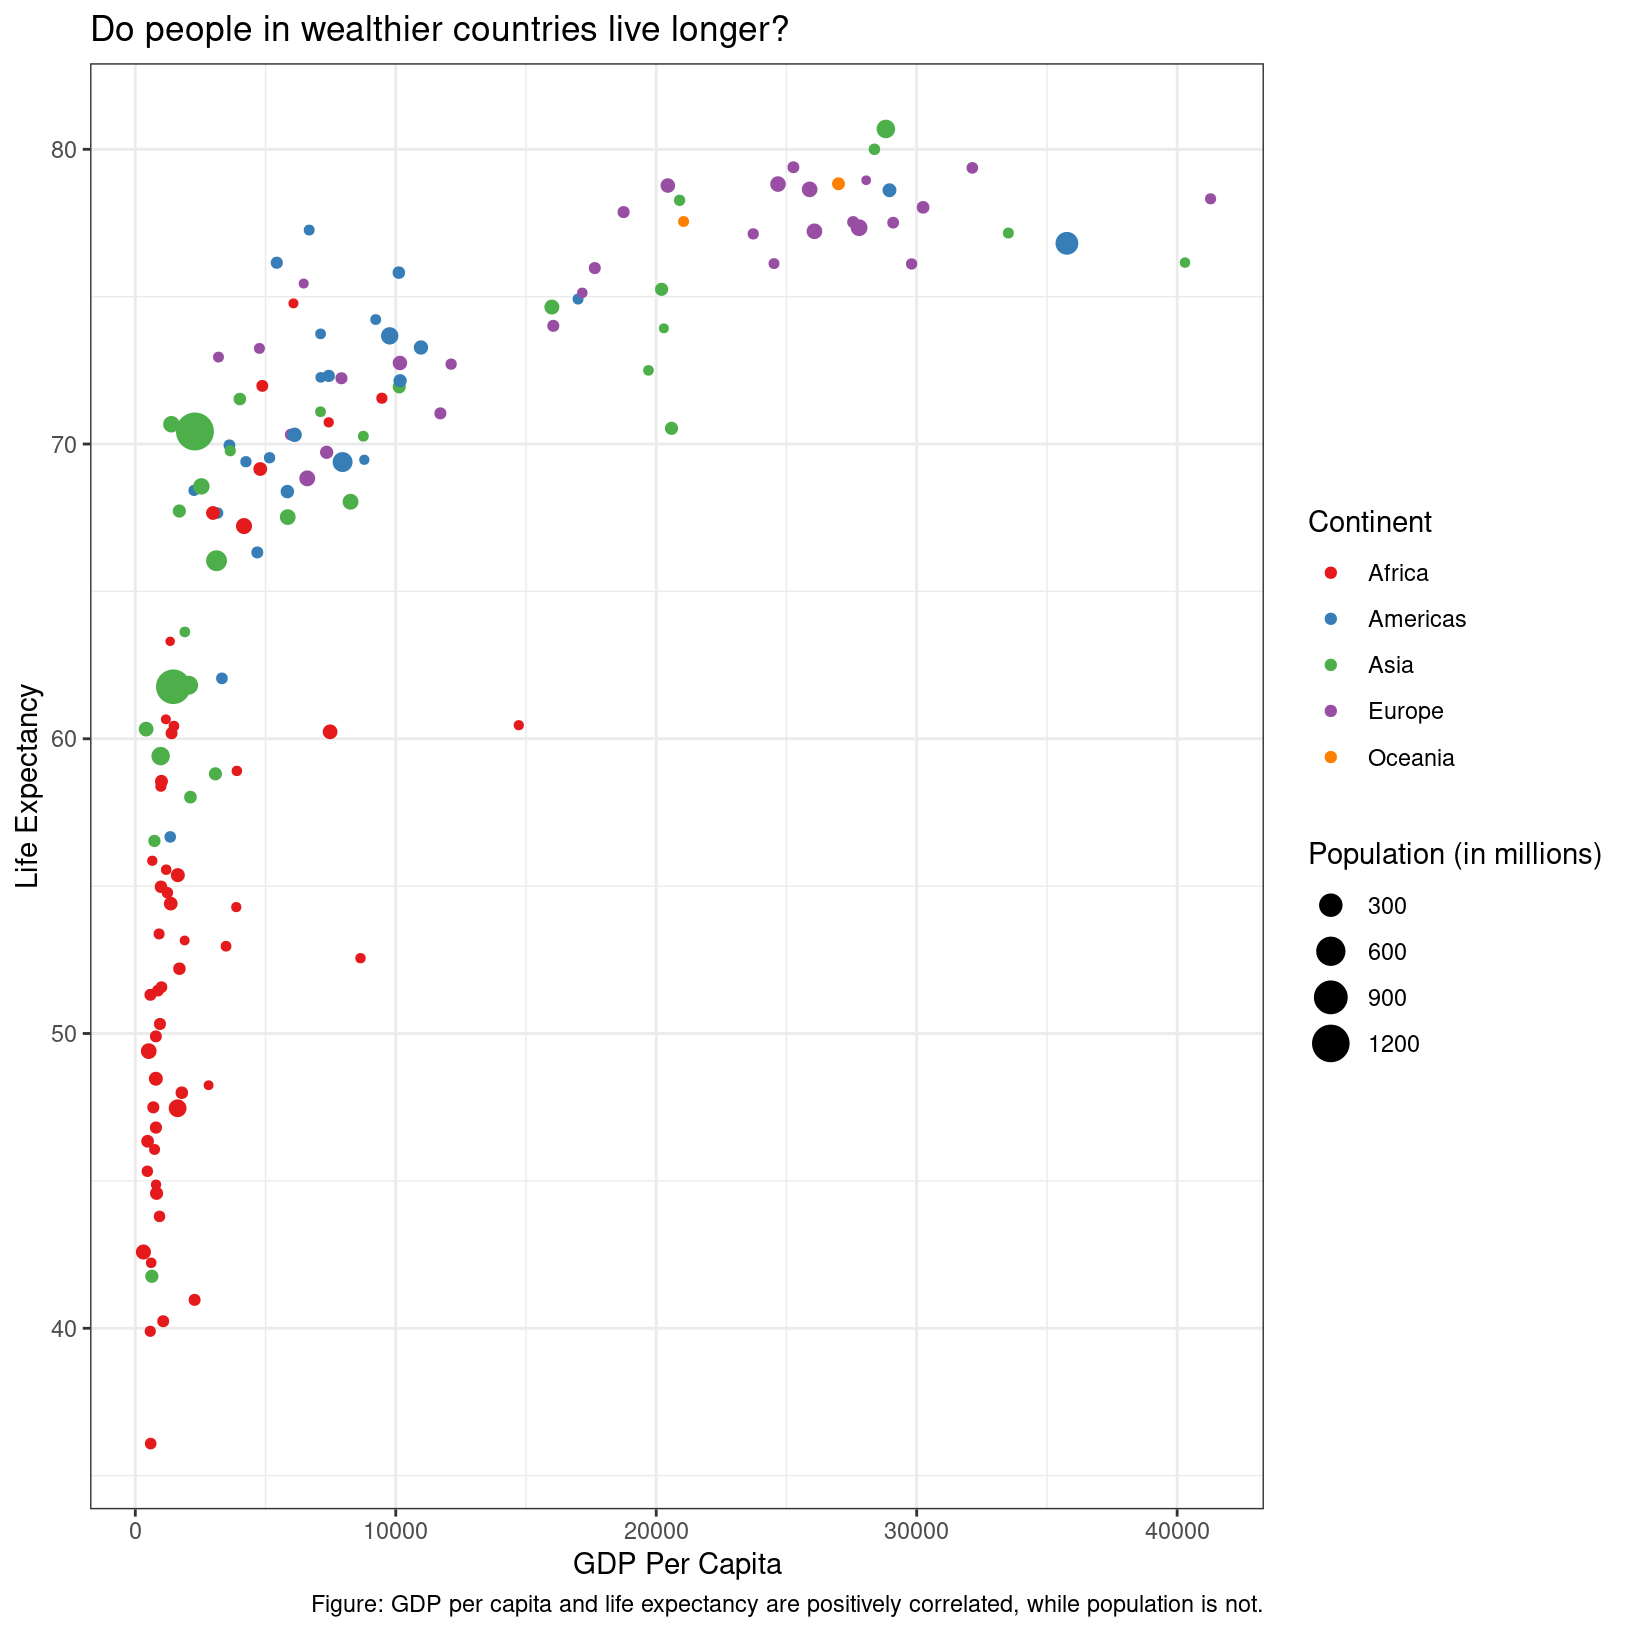 Do people in wealthier countries live longer?
80
70
60
50
40
Life Expectancy
0 10000 20000 30000 40000
GDP Per Capita
Figure: GDP per capita and life expectancy are positively correlated, while population is not.
Continent
Africa
Americas
Asia
Europe
Oceania
Population (in millions)
300
600
900
1200